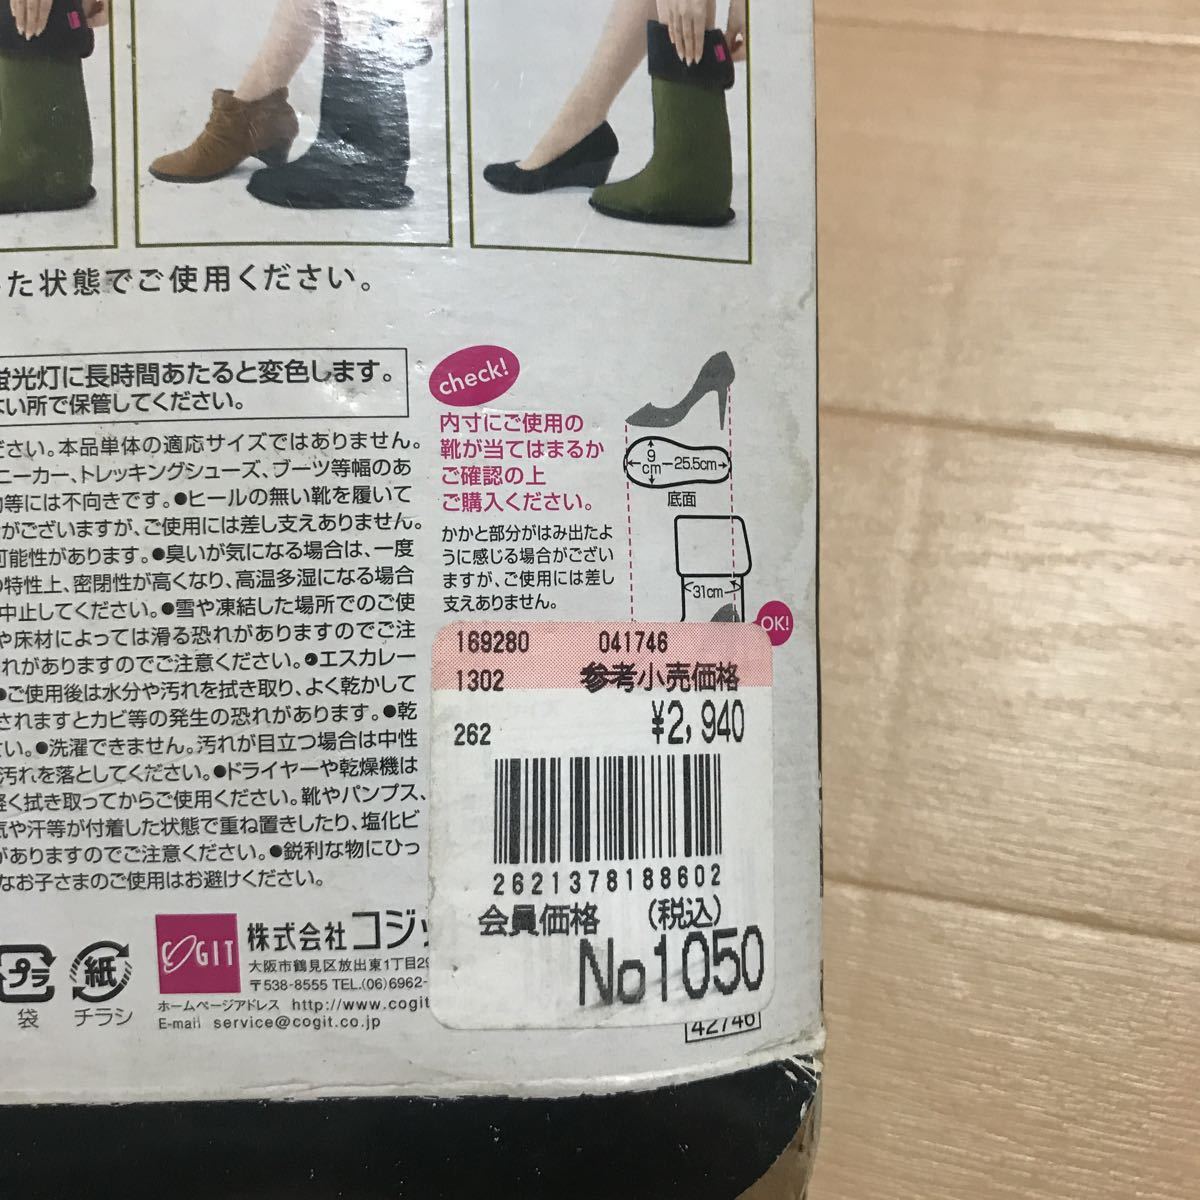 た状態でご使用ください。
蛍光灯に長時間あたると変色します。
ない所で保管してください。
ださい。本品単体の適応サイズではありません。
ニーカー、トレッキングシューズ、ブーツ等幅のあ
物等には不向きです。●ヒールの無い靴を履いて
がございますが、ご使用には差し支えありません。
可能性があります。●臭いが気になる場合は、一度
の特性上、密閉性が高くなり、高温多湿になる場合
中止してください。●雪や凍結した場所でのご使
や床材によっては滑る恐れがありますのでご注
れがありますのでご注意ください。●エスカレー
●ご使用後は水分や汚れを拭き取り、よく乾かして
されますとカビ等の発生の恐れがあります。●乾
い。●洗濯できません。汚れが目立つ場合は中性
汚れを落としてください。●ドライヤーや乾燥機は
軽く拭き取ってからご使用ください。靴やパンプス、
気や汗等が付着した状態で重ね置きしたり、塩化ビ
がありますのでご注意ください。●鋭利な物にひっ
なお子さまのご使用はお避けください。
check!
内寸にご使用の
靴が当てはまるか
ご確認の上
ご購入ください。
かかと部分がはみ出たよ
うに感じる場合がござい
ますが、ご使用には差し
支えありません。
9
cm
25.5cm
底面
31cm
OK!
169280 041746
1302 参考小売価格
262 ¥2,940
2621378188602
会員価格 (税込)
No1050
プラ
袋
紙
チラシ
COGIT
株式会社 コジッ
大阪市鶴見区放出東1丁目29
〒538-8555 TEL.(06)6962-
ホームページアドレス http://www.cogi
E-mail service@cogit.co.jp
42746